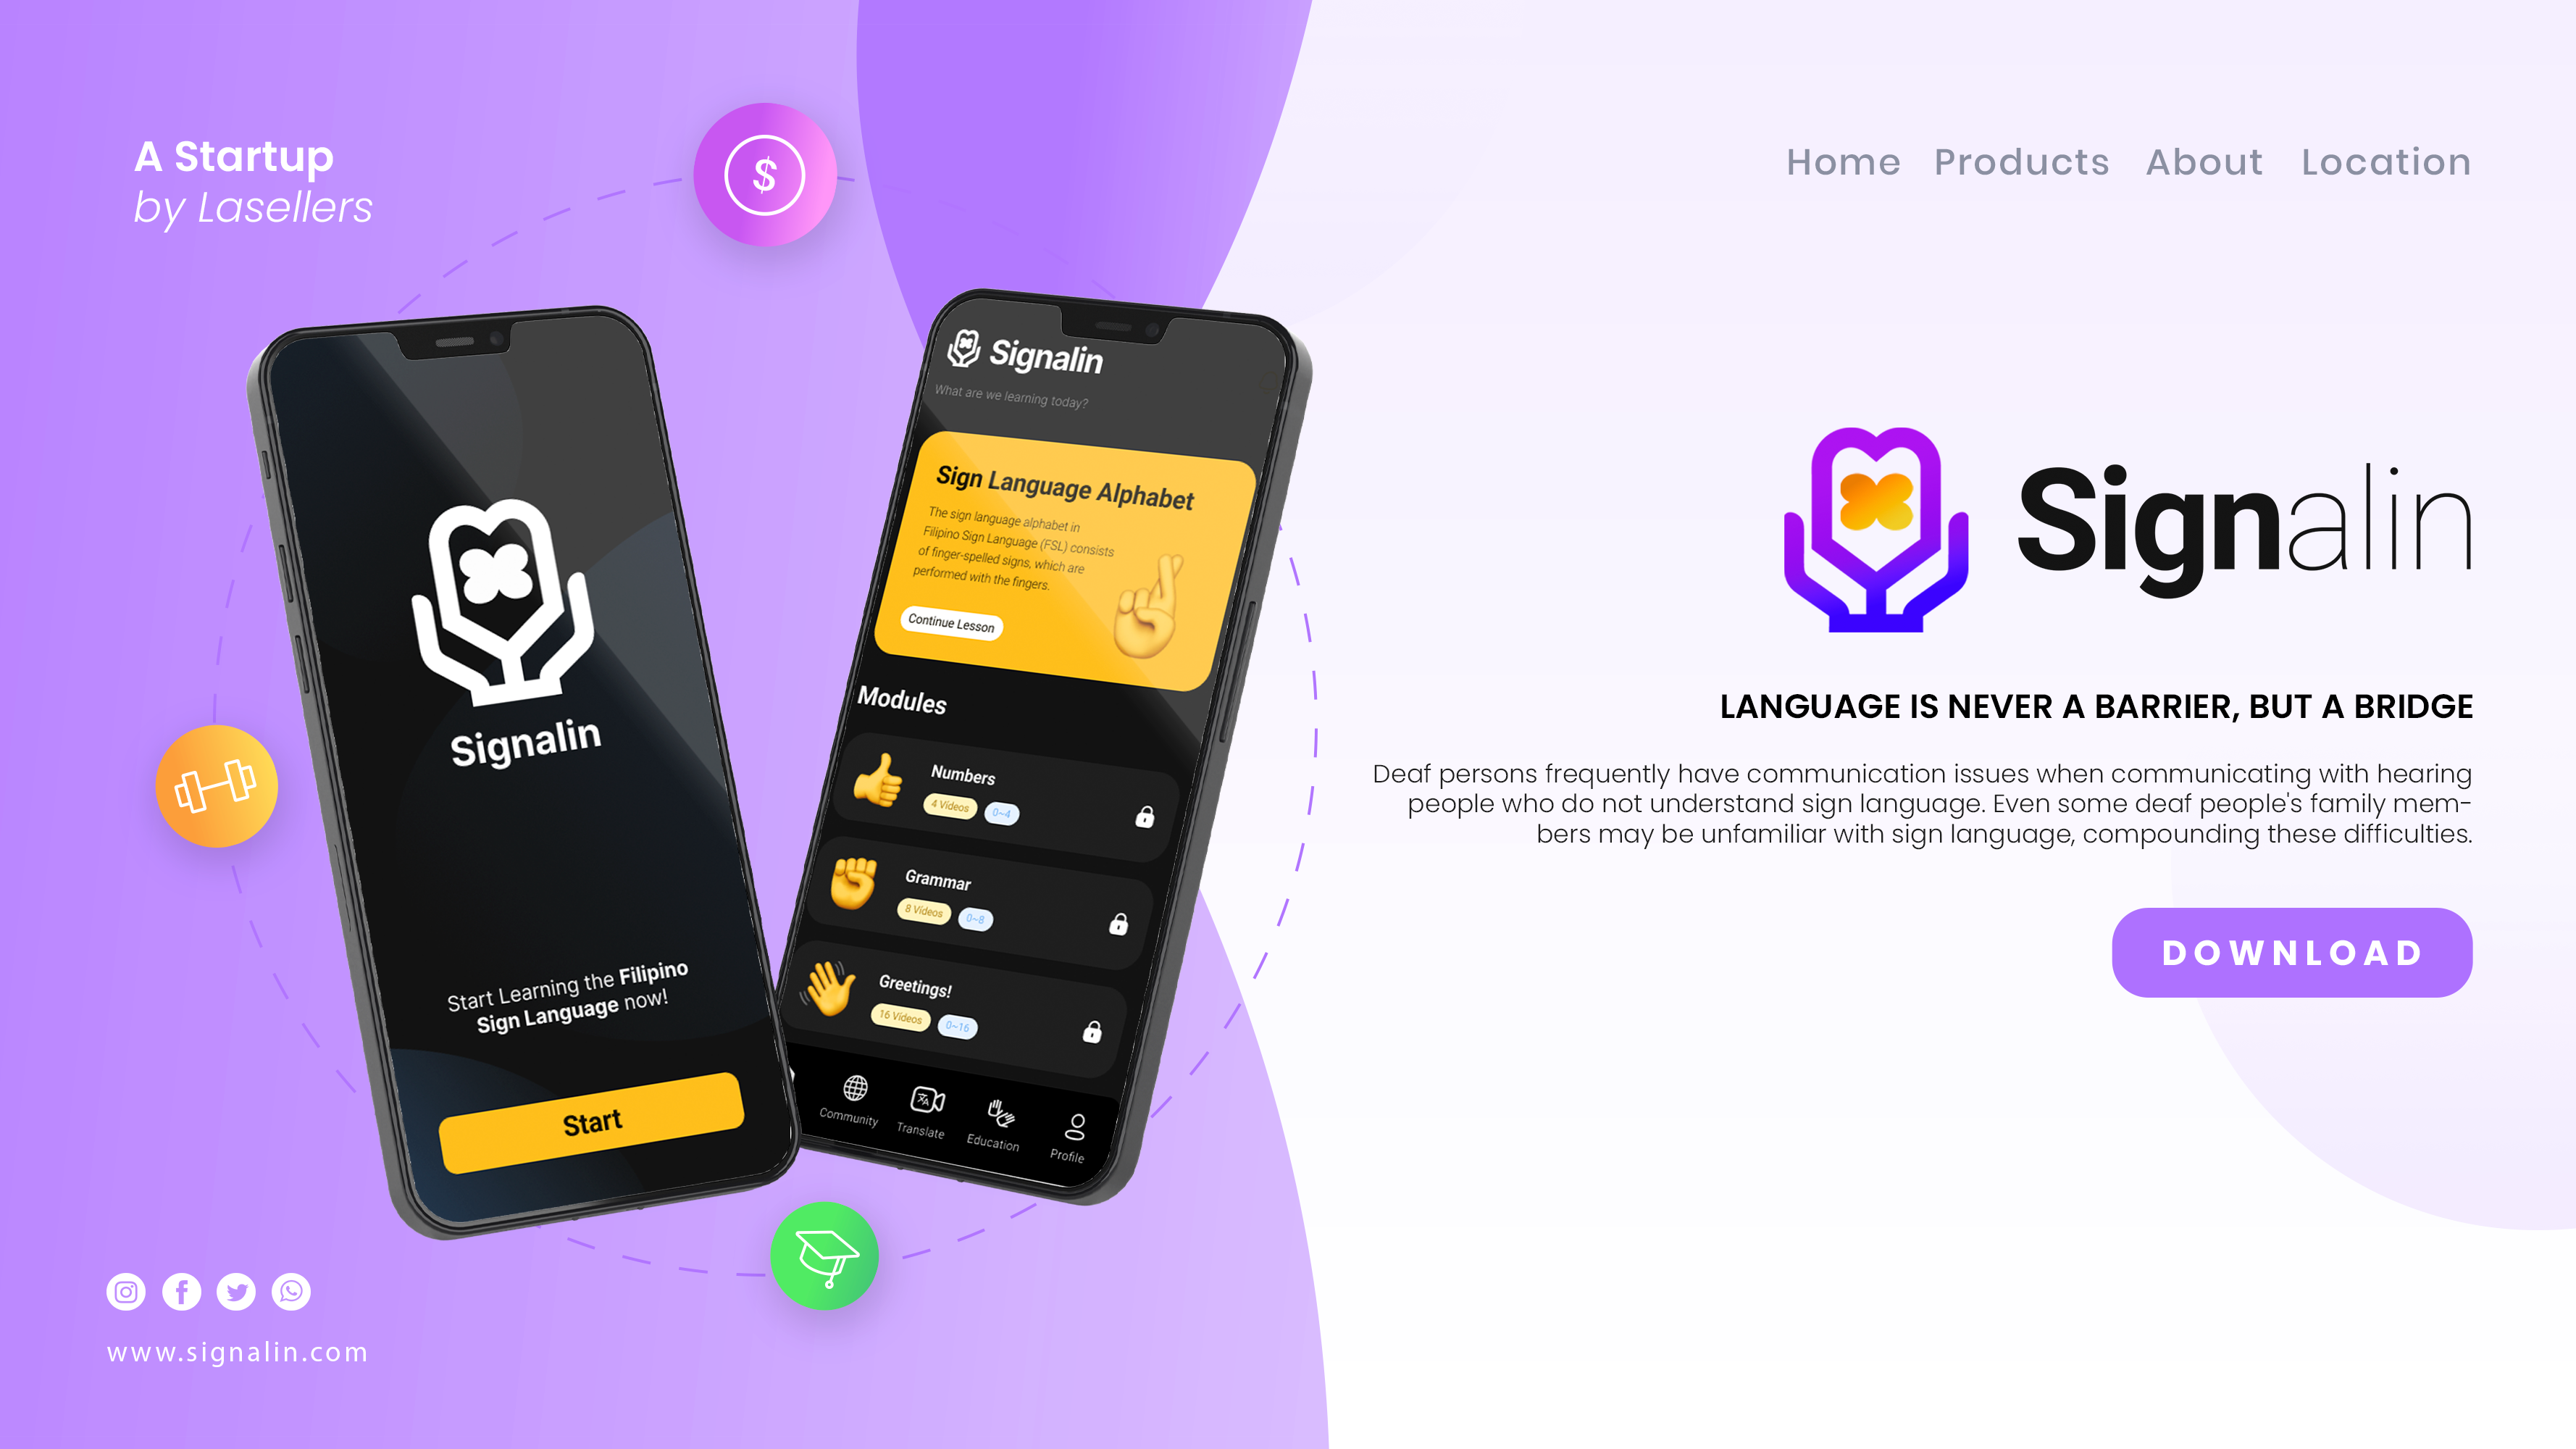 A Startup
by Lasellers
Home Products About Location
Signalin
Start Learning the Filipino
Sign Language now!
Start
Signalin
What are we learning today?
Sign Language Alphabet
The sign language alphabet in
Filipino Sign Language (FSL) consists
of finger-spelled signs, which are
performed with the fingers.
Continue Lesson
Modules
Numbers
4 Videos 0~4
Grammar
8 Videos 0~8
Greetings!
16 Videos 0~16
Community Translate Education Profile
Signalin
LANGUAGE IS NEVER A BARRIER, BUT A BRIDGE
Deaf persons frequently have communication issues when communicating with hearing
people who do not understand sign language. Even some deaf people's family mem-
bers may be unfamiliar with sign language, compounding these difficulties.
DOWNLOAD
www.signalin.com